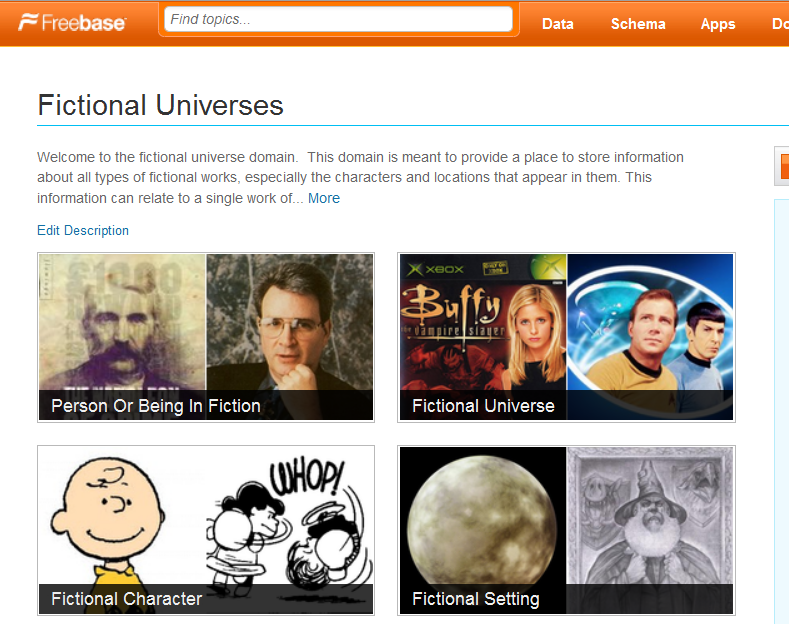 Freebase
Find topics...
Data
Schema
Apps
Do
Fictional Universes
Welcome to the fictional universe domain.  This domain is meant to provide a place to store information
about all types of fictional works, especially the characters and locations that appear in them. This
information can relate to a single work of... More
Edit Description
£1000
Person Or Being In Fiction
XBOX
Buffy
the vampire slayer
Fictional Universe
WHOP!
Fictional Character
Fictional Setting